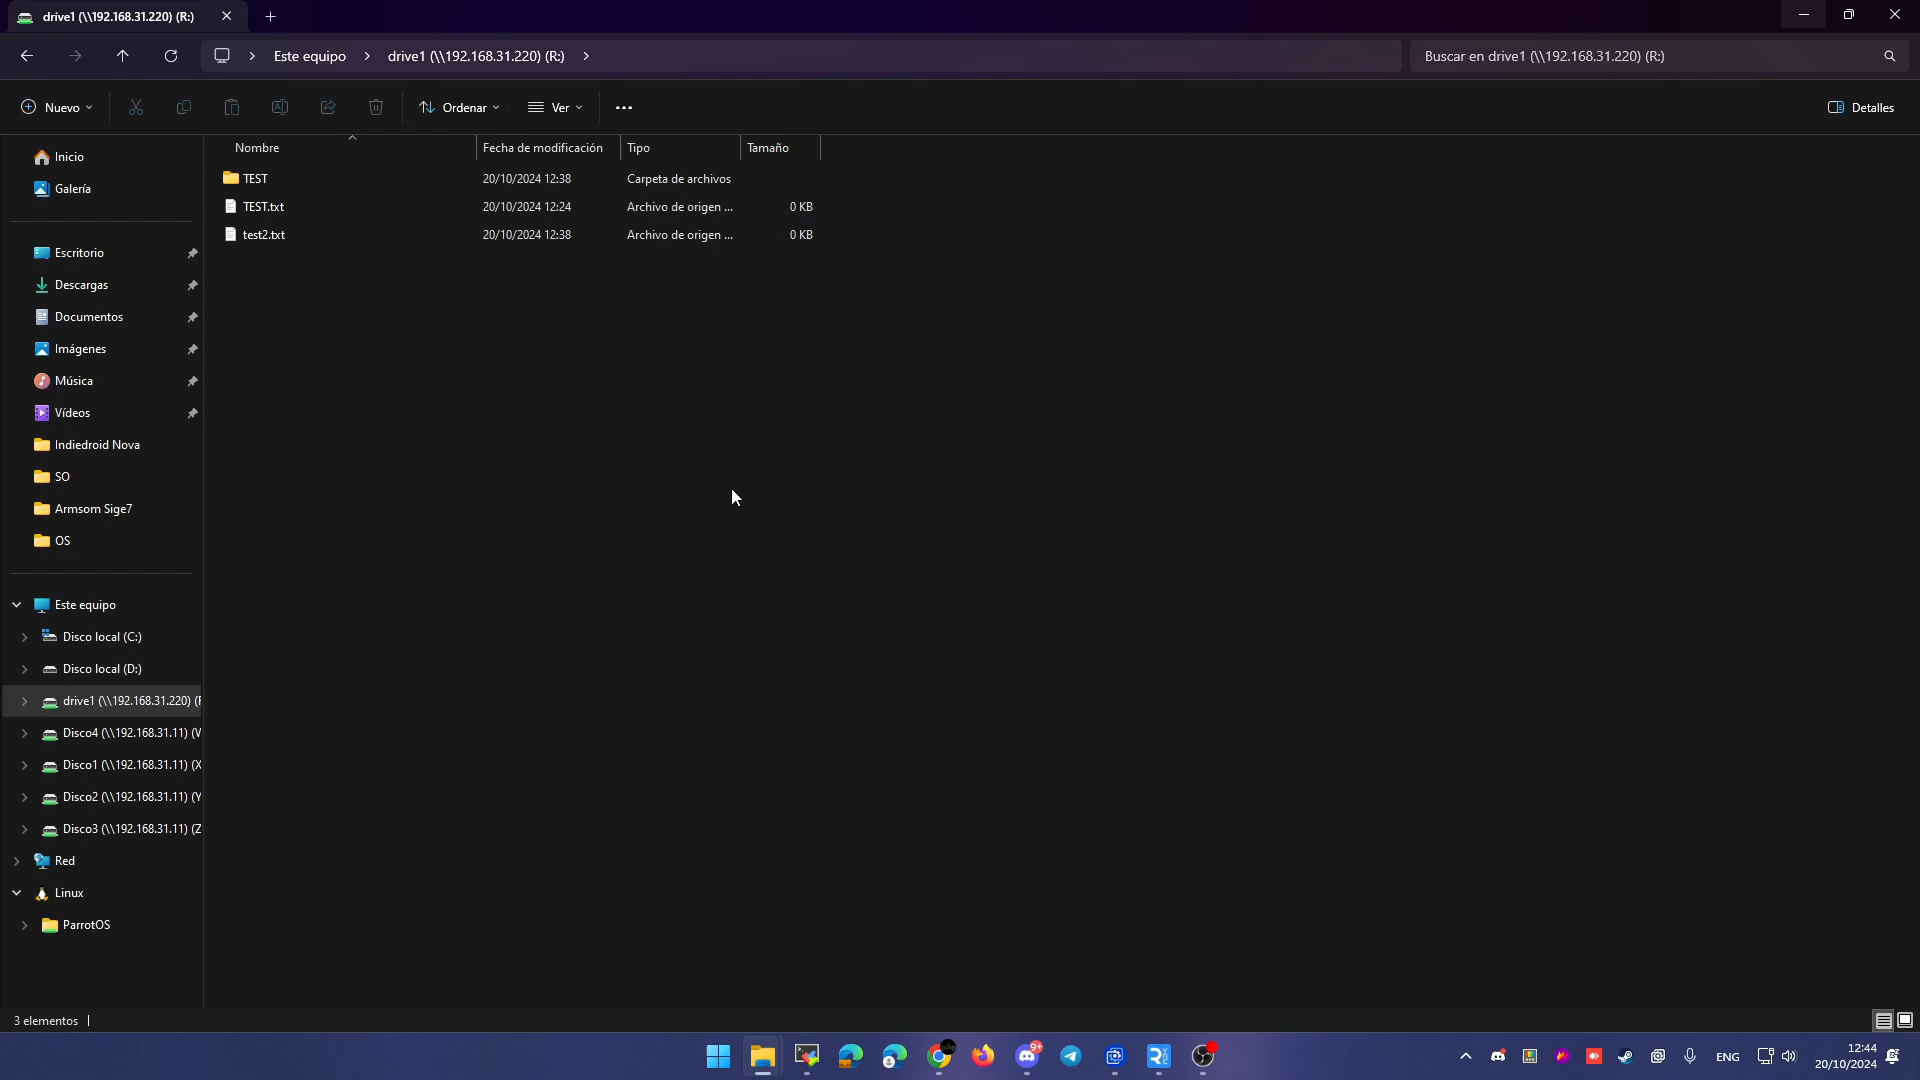 drive1 (\\192.168.31.220) (R:)
Este equipo
drive1 (\\192.168.31.220) (R:)
Buscar en drive1 (\\192.168.31.220) (R:)
Nuevo
Ordenar
Ver
Detalles
Nombre
Fecha de modificación
Tipo
Tamaño
TEST
20/10/2024 12:38
Carpeta de archivos
TEST.txt
20/10/2024 12:24
Archivo de origen ...
0 KB
test2.txt
20/10/2024 12:38
Archivo de origen ...
0 KB
Inicio
Galería
Escritorio
Descargas
Documentos
Imágenes
Música
Vídeos
Indiedroid Nova
SO
Armsom Sige7
OS
Este equipo
Disco local (C:)
Disco local (D:)
drive1 (\\192.168.31.220) (
Disco4 (\\192.168.31.11) (
Disco1 (\\192.168.31.11) (X
Disco2 (\\192.168.31.11) (Y
Disco3 (\\192.168.31.11) (Z
Red
Linux
ParrotOS
3 elementos
9+
ENG
12:44
20/10/2024